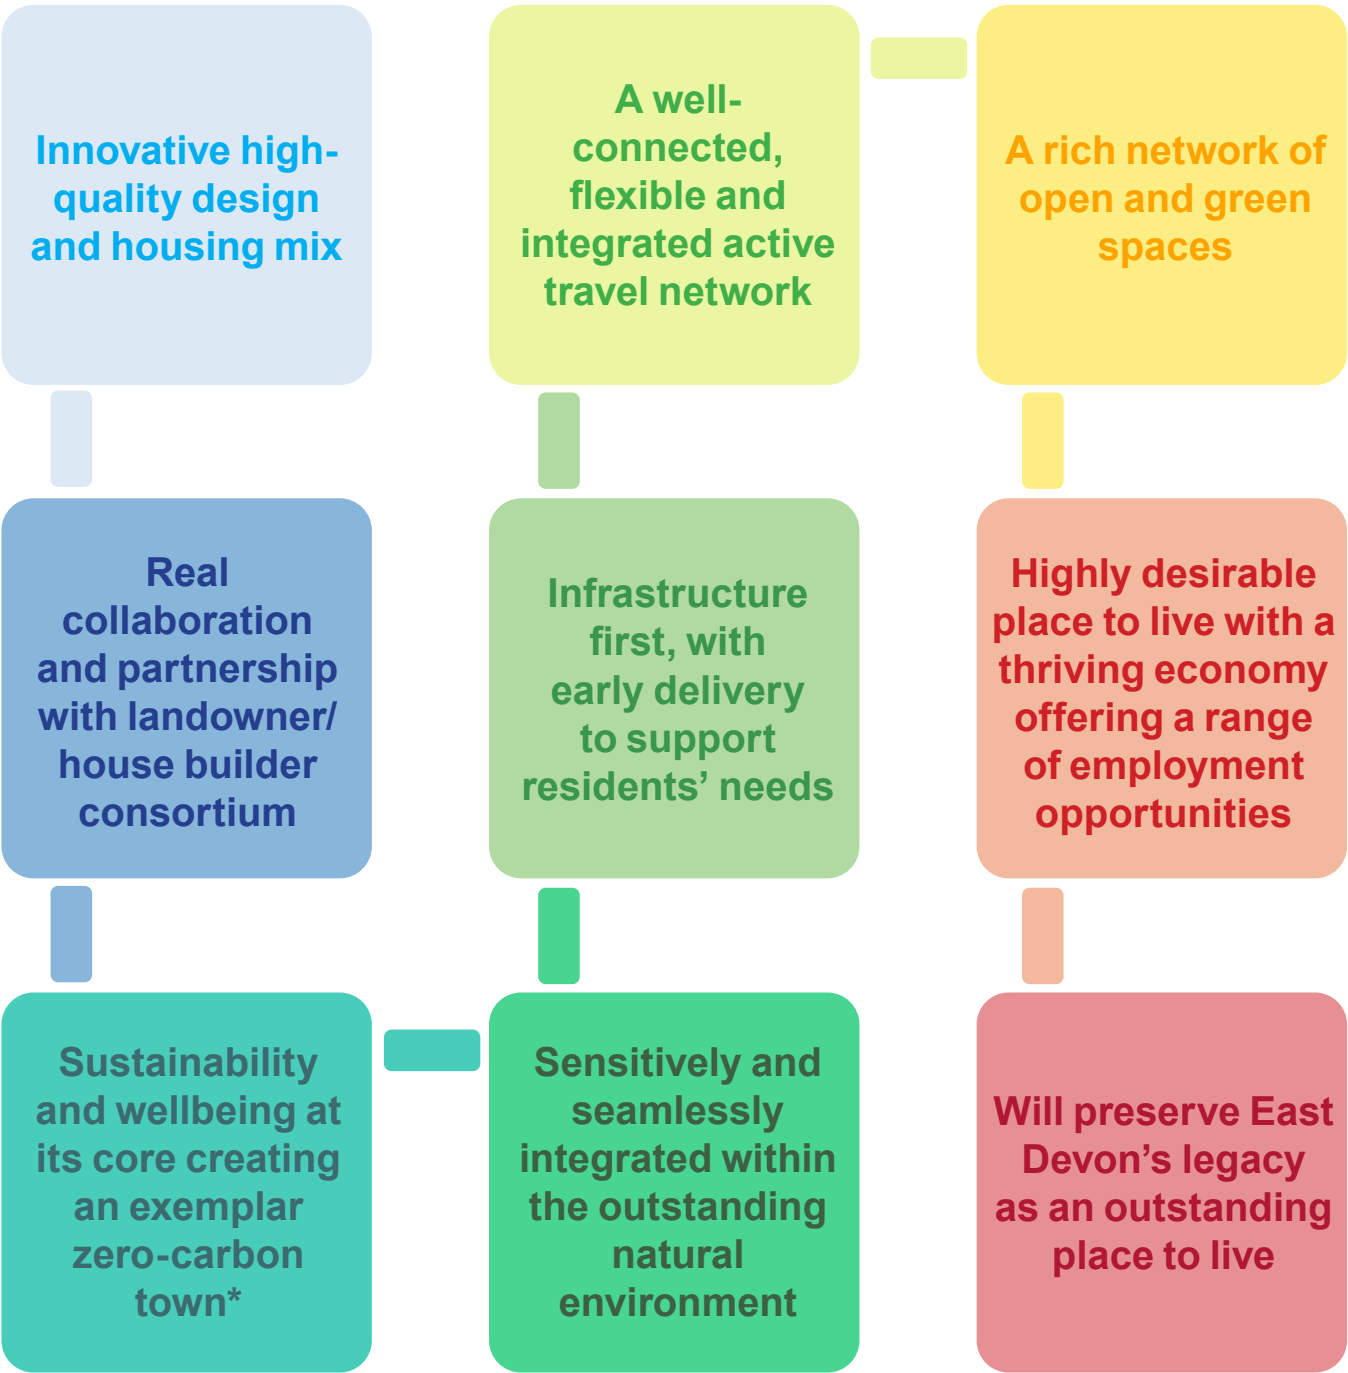 Innovative high-
quality design
and housing mix
Real
collaboration
and partnership
with landowner/
house builder
consortium
Sustainability
and wellbeing at
its core creating
an exemplar
zero-carbon
town*
Sensitively and
seamlessly
integrated within
the outstanding
natural
environment
Infrastructure
first, with
early delivery
to support
residents’ needs
A well-
connected,
flexible and
integrated active
travel network
A rich network of
open and green
spaces
Highly desirable
place to live with a
thriving economy
offering a range
of employment
opportunities
Will preserve East
Devon’s legacy
as an outstanding
place to live